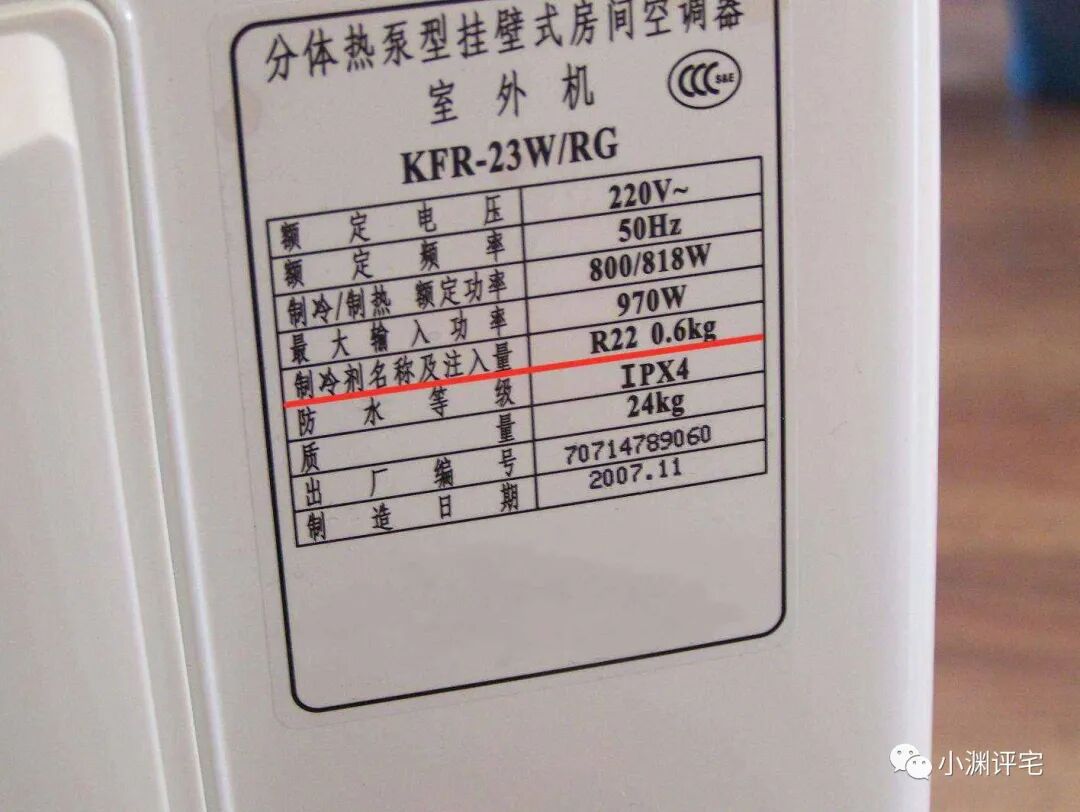 分体热泵型挂壁式房间空调器
室外机
CCC S&E
KFR-23W/RG
额定电压 220V~
额定频率 50Hz
制冷/制热 额定功率 800/818W
最大输入功率 970W
制冷剂名称及注入量 R22 0.6kg
防水等级 IPX4
质量 24kg
出厂编号 70714789060
制造日期 2007.11
小渊评宅